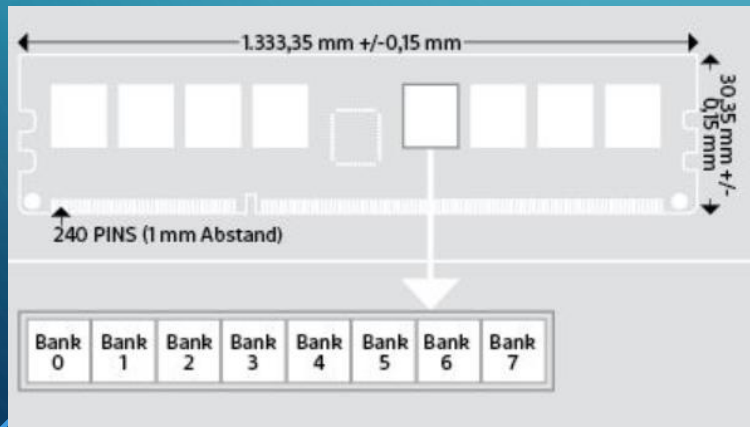 1.333,35 mm +/-0,15 mm
30,35 mm +/-
0,15 mm
240 PINS (1 mm Abstand)
Bank Bank Bank Bank Bank Bank Bank Bank
0 1 2 3 4 5 6 7